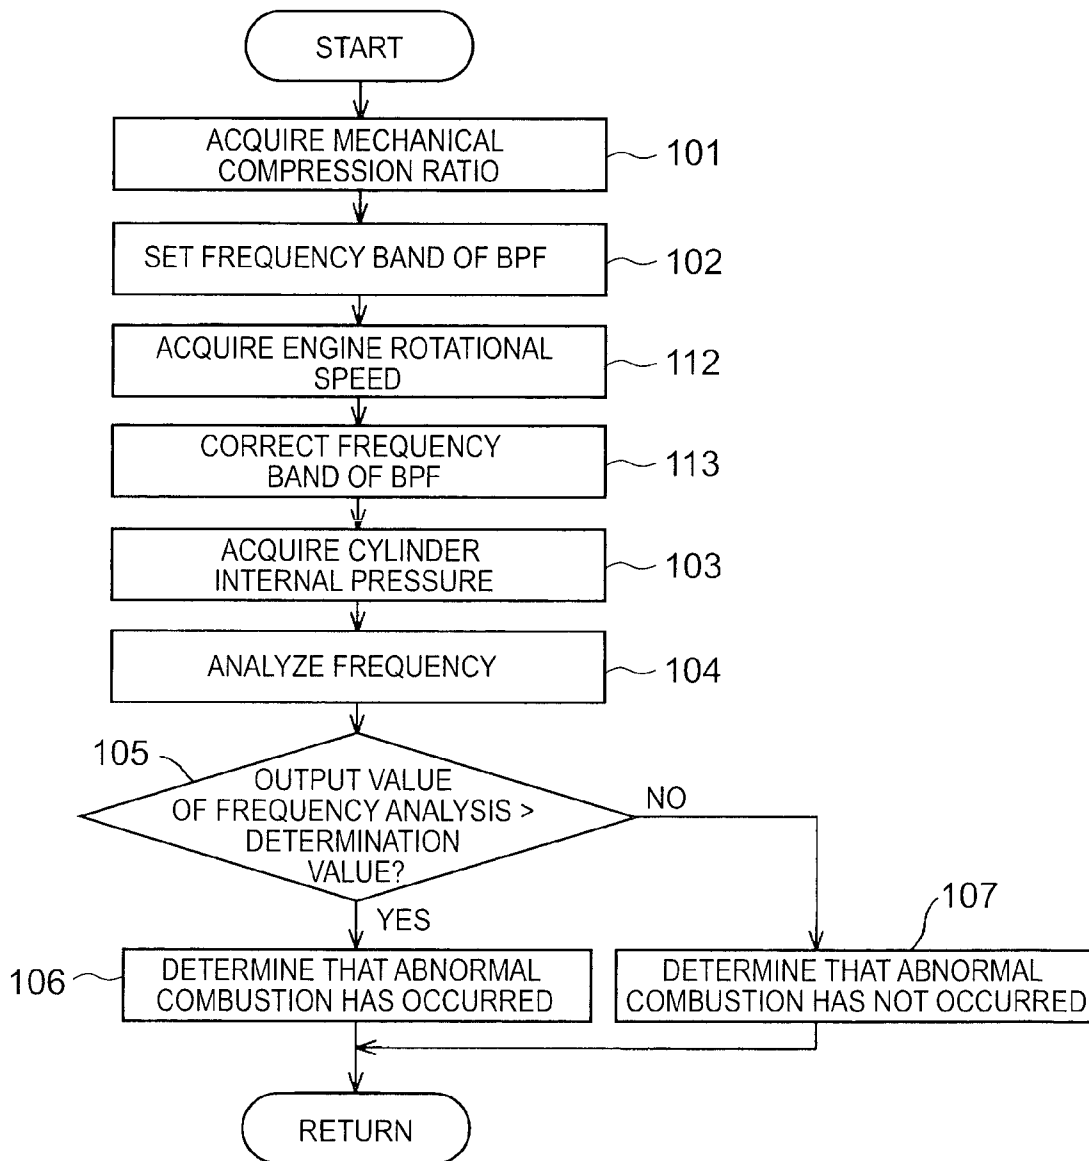 START
ACQUIRE MECHANICAL
COMPRESSION RATIO
101
SET FREQUENCY BAND OF BPF
102
ACQUIRE ENGINE ROTATIONAL
SPEED
112
CORRECT FREQUENCY
BAND OF BPF
113
ACQUIRE CYLINDER
INTERNAL PRESSURE
103
ANALYZE FREQUENCY
104
105
OUTPUT VALUE
OF FREQUENCY ANALYSIS >
DETERMINATION
VALUE?
NO
YES
106
DETERMINE THAT ABNORMAL
COMBUSTION HAS OCCURRED
107
DETERMINE THAT ABNORMAL
COMBUSTION HAS NOT OCCURRED
RETURN